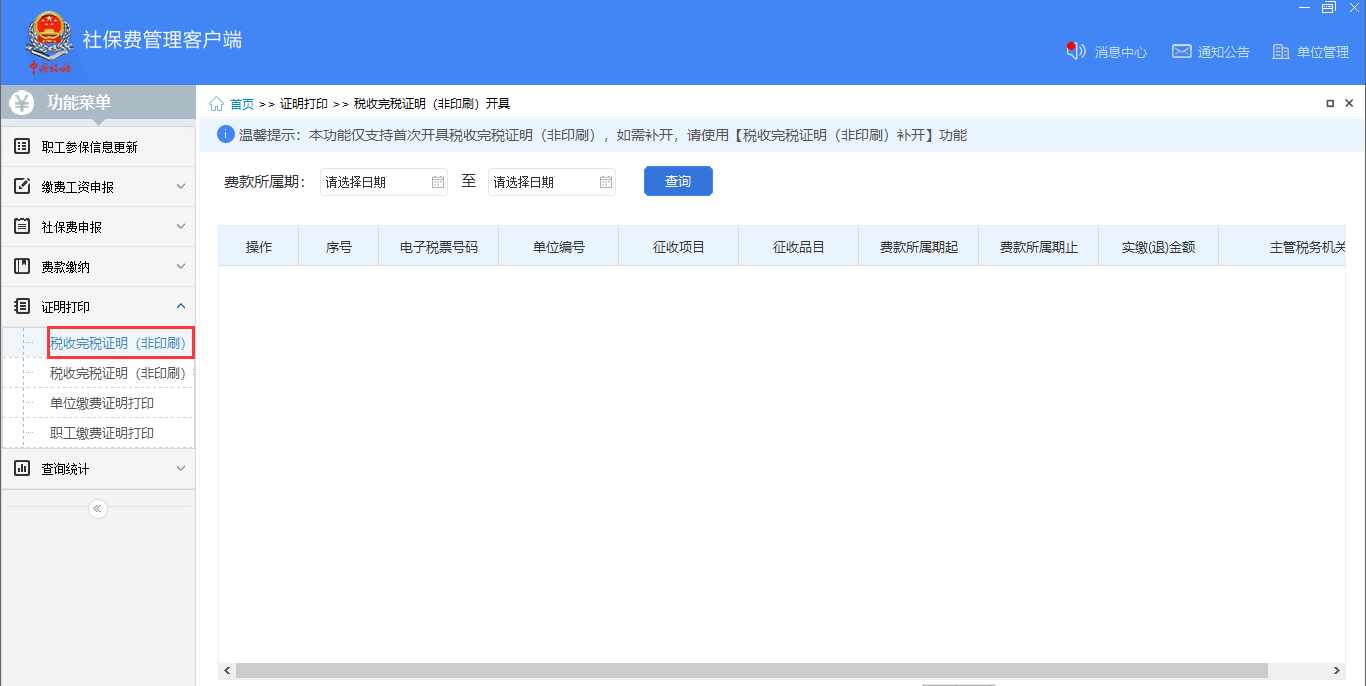 社保费管理客户端
中国税务
消息中心 通知公告 单位管理
功能菜单
首页 >> 证明打印 >> 税收完税证明（非印刷）开具
温馨提示：本功能仅支持首次开具税收完税证明（非印刷），如需补开，请使用【税收完税证明（非印刷）补开】功能
职工参保信息更新
缴费工资申报
社保费申报
费款缴纳
证明打印
税收完税证明（非印刷）
税收完税证明（非印刷）
单位缴费证明打印
职工缴费证明打印
查询统计
费款所属期： 请选择日期 至 请选择日期 查询
操作 序号 电子税票号码 单位编号 征收项目 征收品目 费款所属期起 费款所属期止 实缴(退)金额 主管税务机关